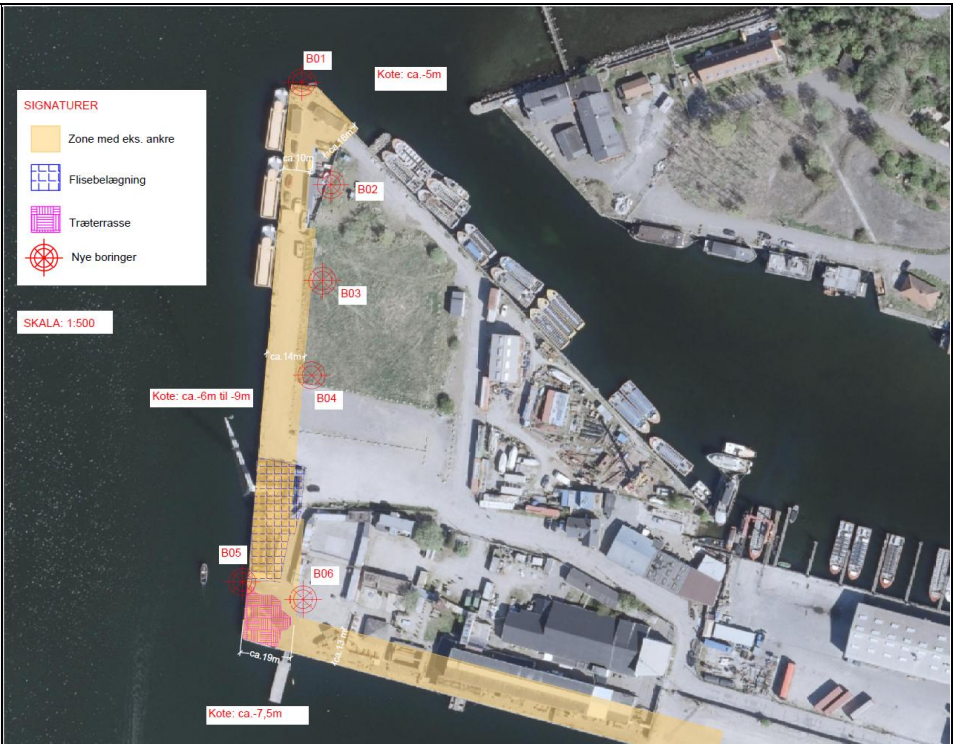 B01
Kote: ca.-5m
SIGNATURER
Zone med eks. ankre
Flisebelægning
Træterrasse
Nye boringer
SKALA: 1:500
ca.16m
ca.10m
B02
B03
ca.14m
B04
Kote: ca.-6m til -9m
B05
B06
ca.13 m
ca.19m
Kote: ca.-7,5m